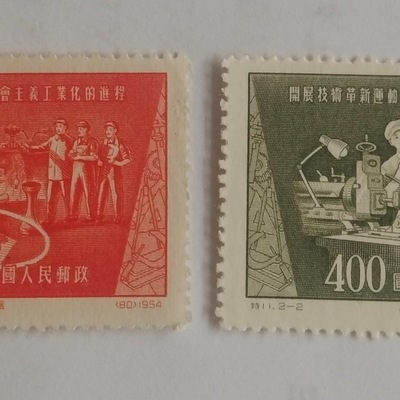 會主義工業化的進程
國人民郵政
(80) 1954
開展技術革新運動
400
特11.2-2